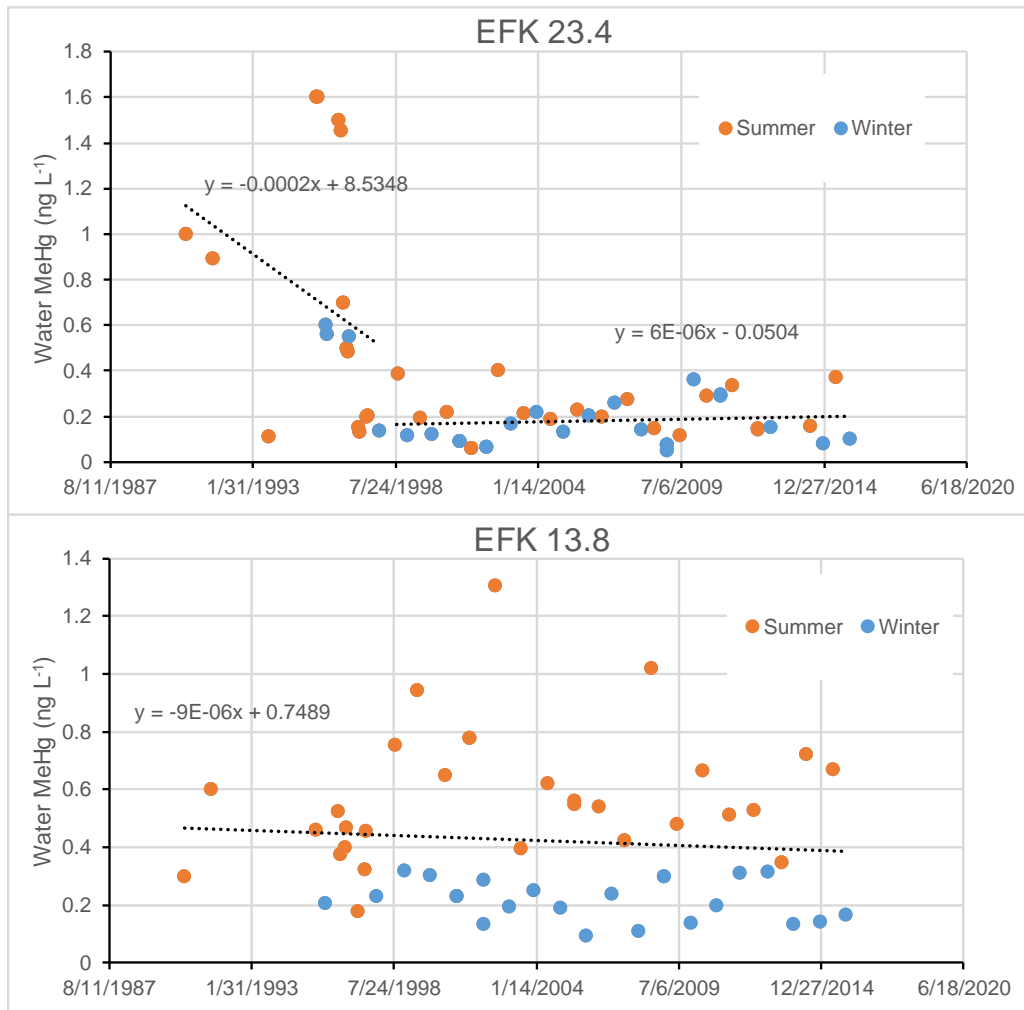 EFK 23.4
1.8
1.6
1.4
1.2
1
0.8
0.6
0.4
0.2
0
Water MeHg (ng L-1)
Summer Winter
y = -0.0002x + 8.5348
y = 6E-06x - 0.0504
8/11/1987 1/31/1993 7/24/1998 1/14/2004 7/6/2009 12/27/2014 6/18/2020
EFK 13.8
1.4
1.2
1
0.8
0.6
0.4
0.2
0
Water MeHg (ng L-1)
Summer Winter
y = -9E-06x + 0.7489
8/11/1987 1/31/1993 7/24/1998 1/14/2004 7/6/2009 12/27/2014 6/18/2020